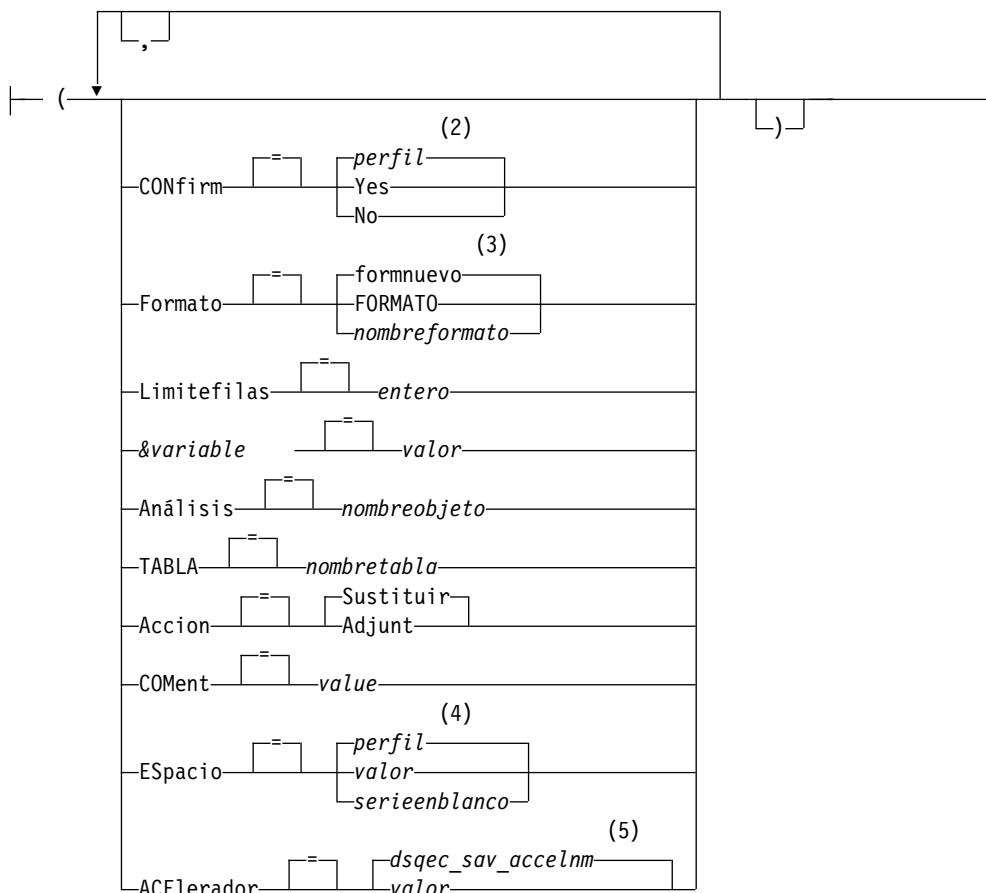 ,
(
)
(2)
CONfirm = perfil
Yes
No
(3)
Formato = formnuevo
FORMATO
nombreformato
Limitefilas = entero
&variable = valor
Análisis = nombreobjeto
TABLA = nombretabla
Accion = Sustituir
Adjunt
COMent = value
(4)
ESpacio = perfil
valor
serieenblanco
(5)
ACElerador = dsqec_sav_accelnm
valor